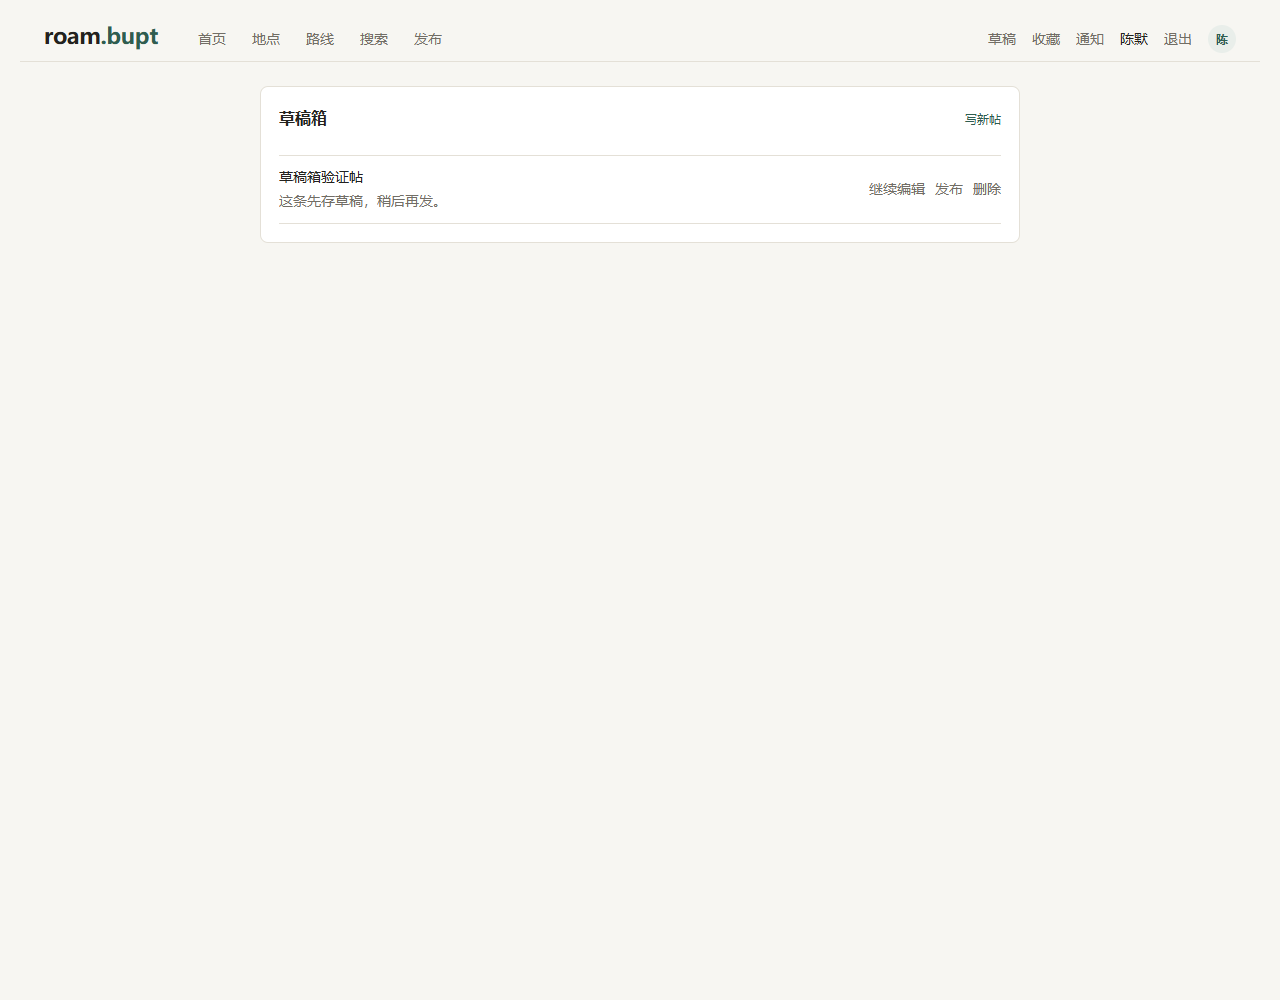 roam.bupt 首页 地点 路线 搜索 发布 草稿 收藏 通知 陈默 退出 陈
草稿箱 写新帖
草稿箱验证帖
这条先存草稿，稍后再发。
继续编辑 发布 删除